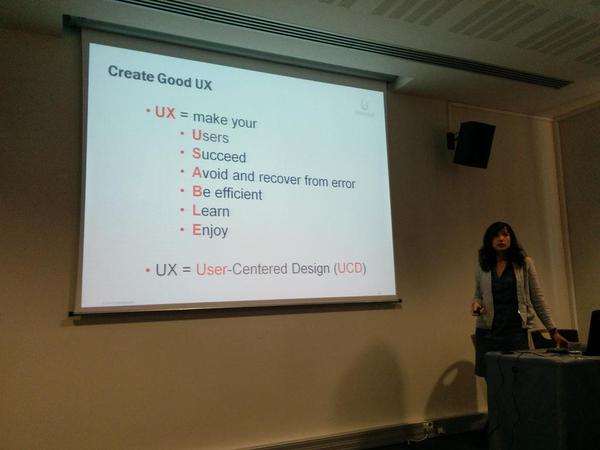 Create Good UX
• UX = make your
• Users
• Succeed
• Avoid and recover from error
• Be efficient
• Learn
• Enjoy
• UX = User-Centered Design (UCD)